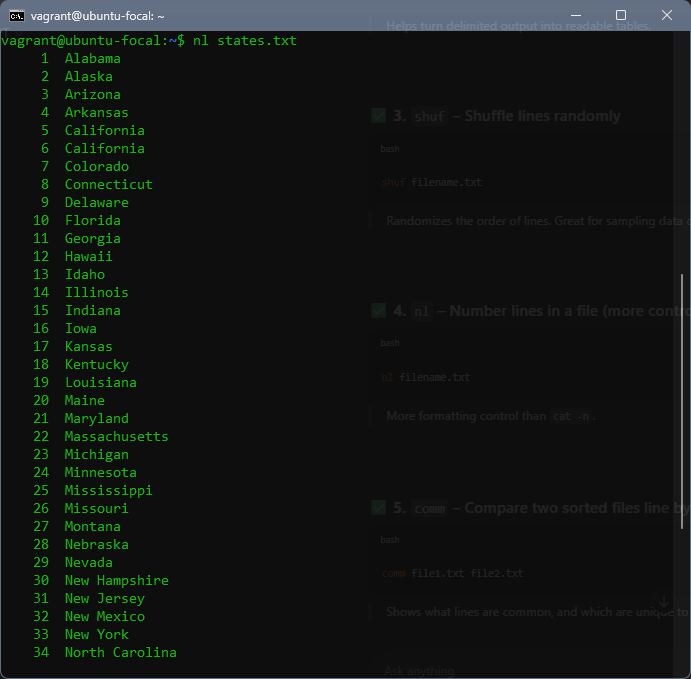 vagrant@ubuntu-focal: ~
Helps turn delimited output into readable tables.
vagrant@ubuntu-focal:~$ nl states.txt
1 Alabama
2 Alaska
3 Arizona
4 Arkansas
5 California
6 California
7 Colorado
8 Connecticut
9 Delaware
10 Florida
11 Georgia
12 Hawaii
13 Idaho
14 Illinois
15 Indiana
16 Iowa
17 Kansas
18 Kentucky
19 Louisiana
20 Maine
21 Maryland
22 Massachusetts
23 Michigan
24 Minnesota
25 Mississippi
26 Missouri
27 Montana
28 Nebraska
29 Nevada
30 New Hampshire
31 New Jersey
32 New Mexico
33 New York
34 North Carolina
3. shuf – Shuffle lines randomly
bash
shuf filename.txt
Randomizes the order of lines. Great for sampling data
4. nl – Number lines in a file (more contro
bash
nl filename.txt
More formatting control than cat -n.
5. comm – Compare two sorted files line by
bash
comm file1.txt file2.txt
Shows what lines are common, and which are unique to
Ask anything